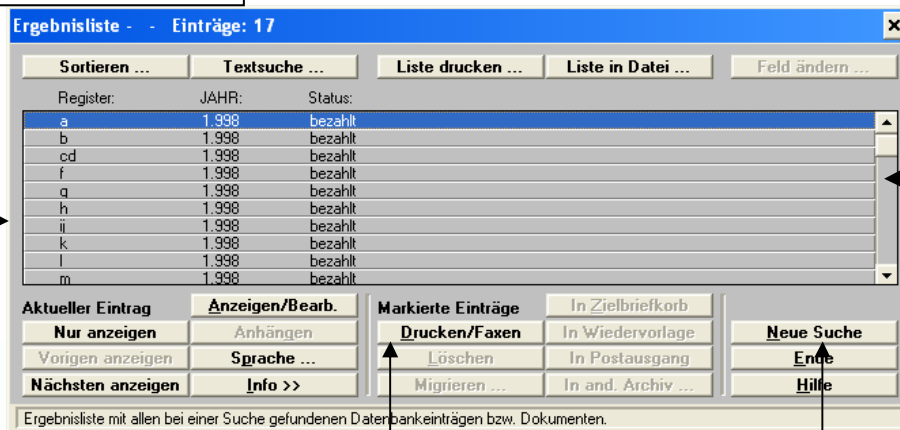 Ergebnisliste - - Einträge: 17
Sortieren ... Textsuche ... Liste drucken ... Liste in Datei ... Feld ändern ...
Register: JAHR: Status:
a 1.998 bezahlt
b 1.998 bezahlt
cd 1.998 bezahlt
f 1.998 bezahlt
g 1.998 bezahlt
h 1.998 bezahlt
ij 1.998 bezahlt
k 1.998 bezahlt
l 1.998 bezahlt
m 1.998 bezahlt
Aktueller Eintrag Anzeigen/Bearb. Markierte Einträge In Zielbriefkorb
Nur anzeigen Anhängen Drucken/Faxen In Wiedervorlage Neue Suche
Vorigen anzeigen Sprache ... Löschen In Postausgang Ende
Nächsten anzeigen Info >> Migrieren ... In and. Archiv ... Hilfe
Ergebnisliste mit allen bei einer Suche gefundenen Datenbankeinträgen bzw. Dokumenten.